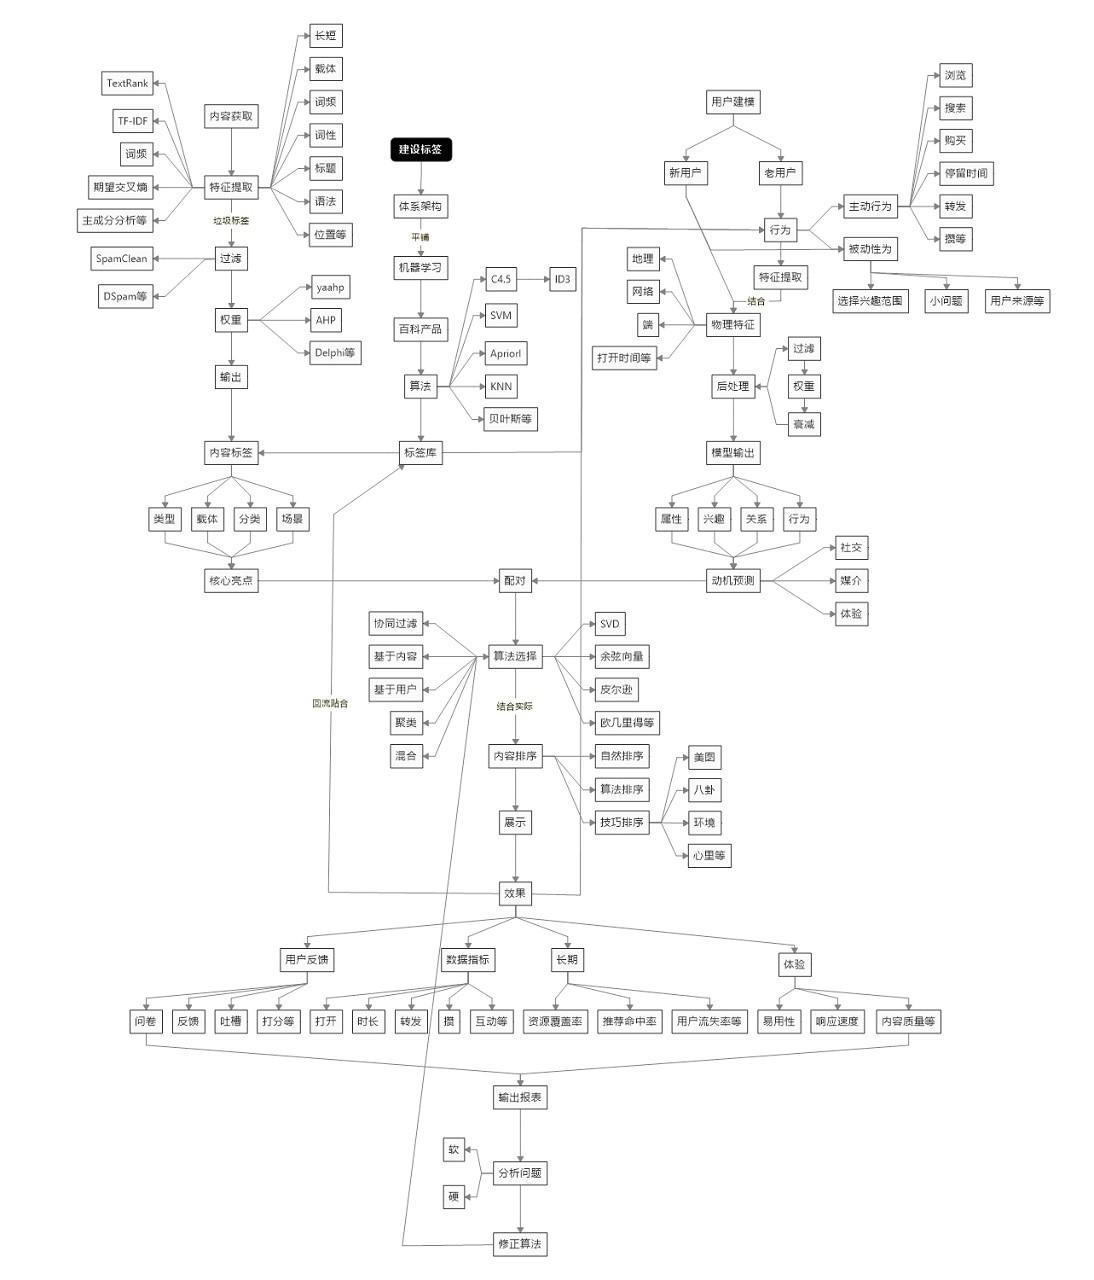 长短
载体
TextRank
词频
内容获取
TF-IDF
词性
词频
标题
期望交叉熵
特征提取
语法
主成分分析等
垃圾标签
位置等
SpamClean
过滤
DSpam等
yaahp
权重
AHP
Delphi等
输出
内容标签
类型
载体
分类
场景
核心亮点
建设标签
体系架构
平铺
机器学习
C4.5
ID3
SVM
百科产品
Apriorl
算法
KNN
贝叶斯等
标签库
用户建模
新用户
老用户
浏览
搜索
购买
停留时间
主动行为
转发
攒等
行为
被动性为
地理
特征提取
选择兴趣范围
小问题
用户来源等
网络
结合
端
物理特征
打开时间等
过滤
后处理
权重
衰减
模型输出
属性
兴趣
关系
行为
动机预测
社交
媒介
体验
配对
协同过滤
SVD
基于内容
算法选择
余弦向量
基于用户
皮尔逊
回流贴合
结合实际
聚类
欧几里得等
混合
内容排序
自然排序
美图
算法排序
八卦
展示
技巧排序
环境
心里等
效果
用户反馈
数据指标
长期
体验
问卷
反馈
吐槽
打分等
打开
时长
转发
攒
互动等
资源覆盖率
推荐命中率
用户流失率等
易用性
响应速度
内容质量等
输出报表
软
分析问题
硬
修正算法